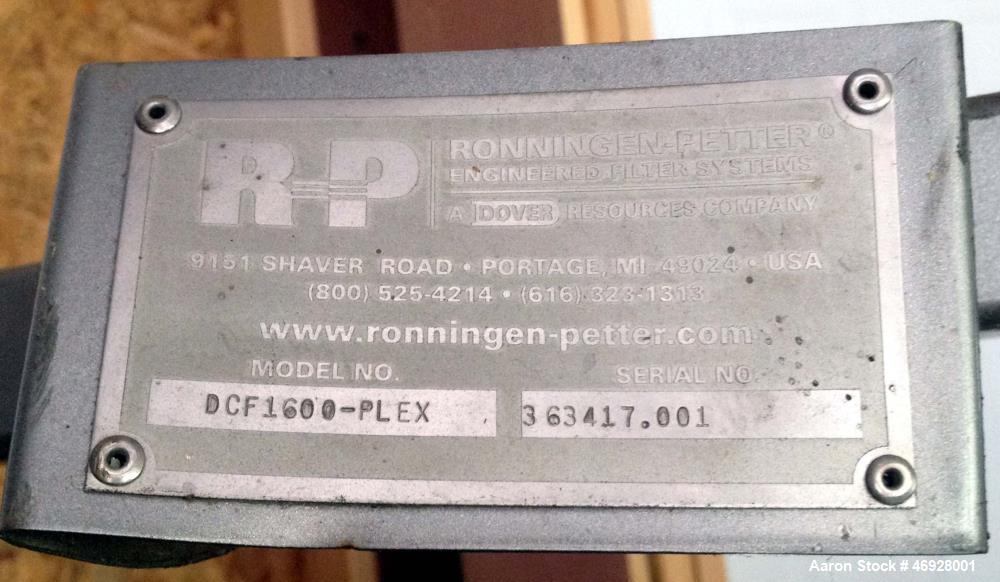 R-P
RONNINGEN-PETTER®
ENGINEERED FILTER SYSTEMS
A DOVER RESOURCES COMPANY
9151 SHAVER ROAD • PORTAGE, MI 49024 • USA
(800) 525-4214 • (616) 323-1313
www.ronningen-petter.com
MODEL NO. SERIAL NO.
DCF1600-PLEX 363417.001
Aaron Stock # 46928001